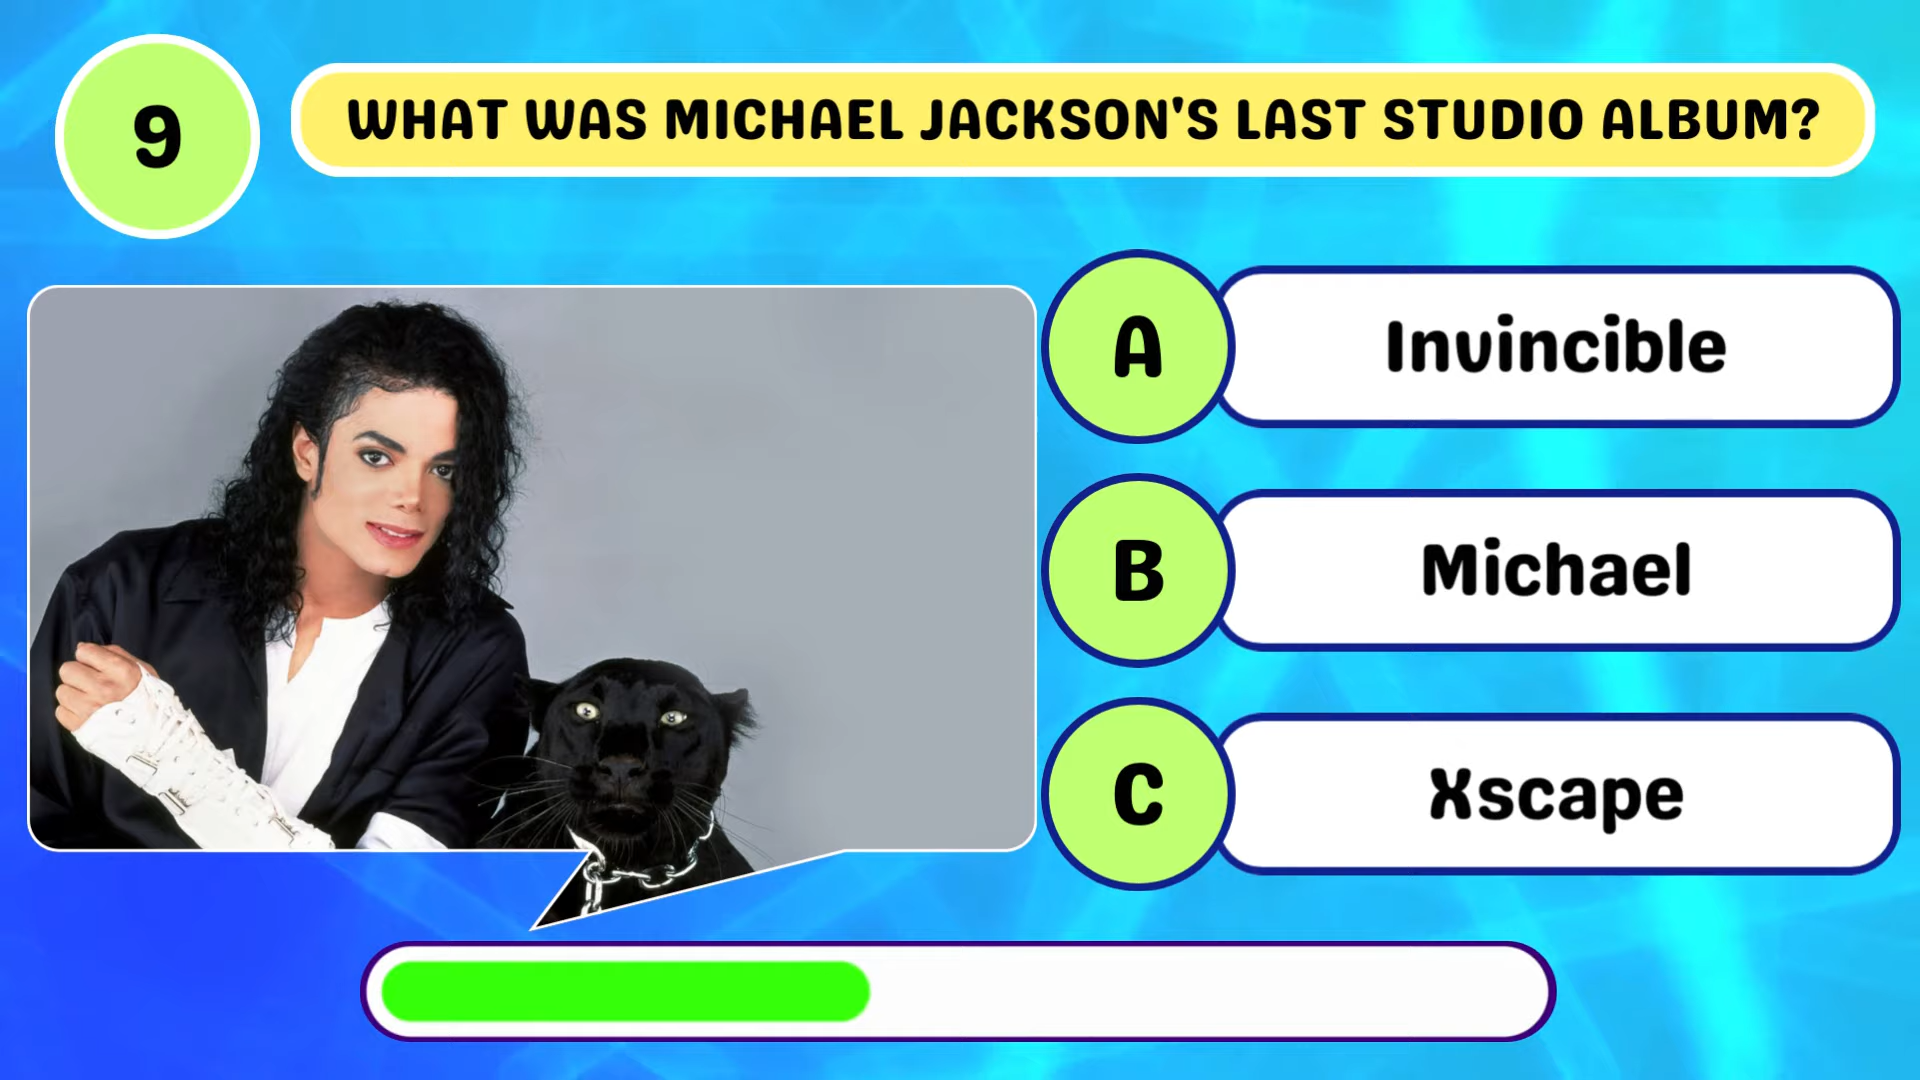 9
WHAT WAS MICHAEL JACKSON'S LAST STUDIO ALBUM?
A
Invincible
B
Michael
C
Xscape